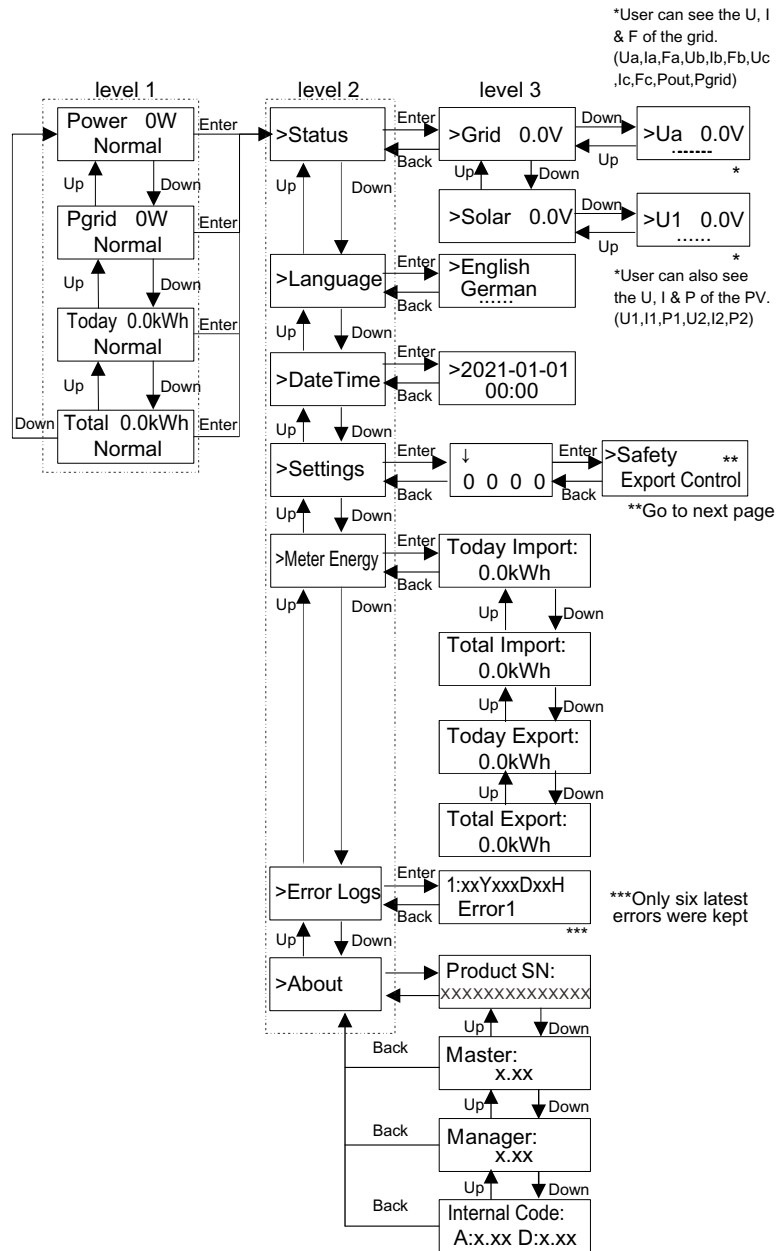 *User can see the U, I
& F of the grid.
(Ua,Ia,Fa,Ub,Ib,Fb,Uc
,Ic,Fc,Pout,Pgrid)
level 1
level 2
level 3
Power 0W
Normal
Enter
>Status
Enter
Back
>Grid 0.0V
Down
Up
>Ua 0.0V
.......
*
Up
Down
Up
Down
Up
Down
Pgrid 0W
Normal
Enter
>Solar 0.0V
Down
Up
>U1 0.0V
......
*
*User can also see
the U, I & P of the PV.
(U1,I1,P1,U2,I2,P2)
Up
Down
>Language
Enter
Back
>English
German
......
Today 0.0kWh
Normal
Enter
Up
Down
Up
Down
>DateTime
Enter
Back
>2021-01-01
00:00
Down
Total 0.0kWh
Normal
Enter
Up
Down
>Settings
Enter
Back
↓
0 0 0 0
Enter
Back
>Safety **
Export Control
**Go to next page
Up
Down
>Meter Energy
Enter
Back
Today Import:
0.0kWh
Up
Down
Up
Down
Total Import:
0.0kWh
Up
Down
Today Export:
0.0kWh
Up
Down
Total Export:
0.0kWh
>Error Logs
Enter
Back
1:xxYxxxDxxH
Error1
***
***Only six latest
errors were kept
Up
Down
>About
Product SN:
XXXXXXXXXXXXXX
Up
Down
Back
Master:
x.xx
Up
Down
Back
Manager:
x.xx
Up
Down
Back
Internal Code:
A:x.xx D:x.xx